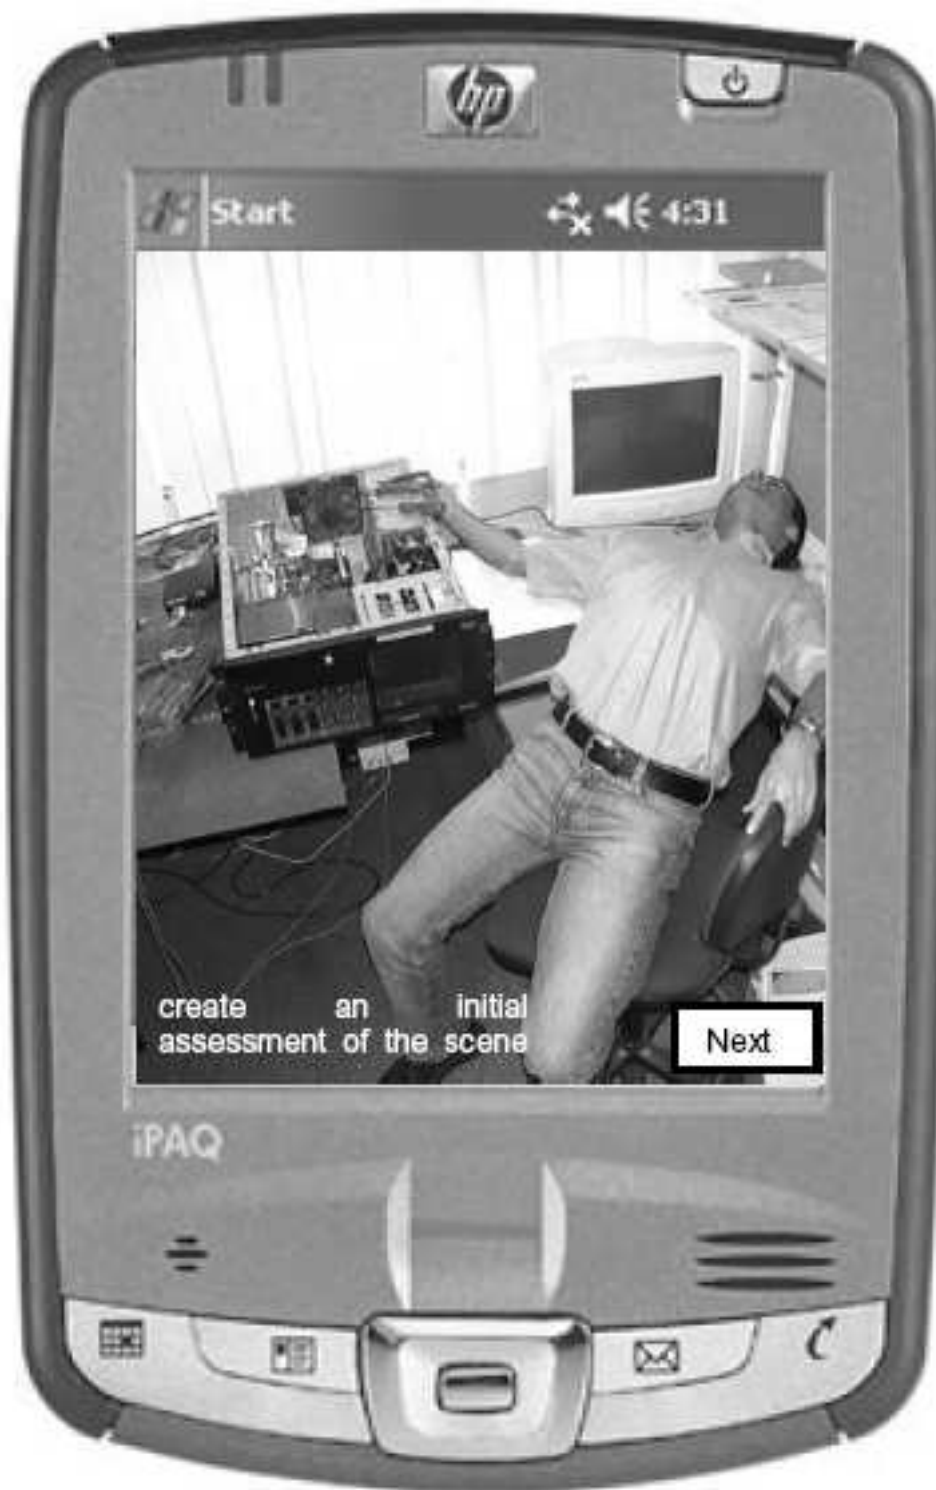 hp
Start 4:31
create an initial
assessment of the scene
Next
iPAQ